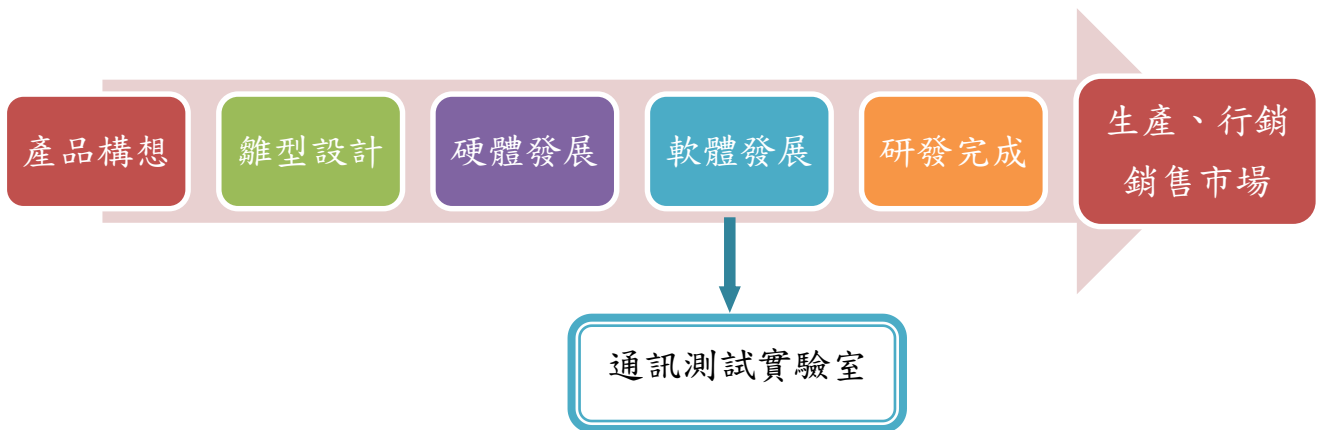 產品構想
雛型設計
硬體發展
軟體發展
研發完成
生產、行銷
銷售市場
通訊測試實驗室